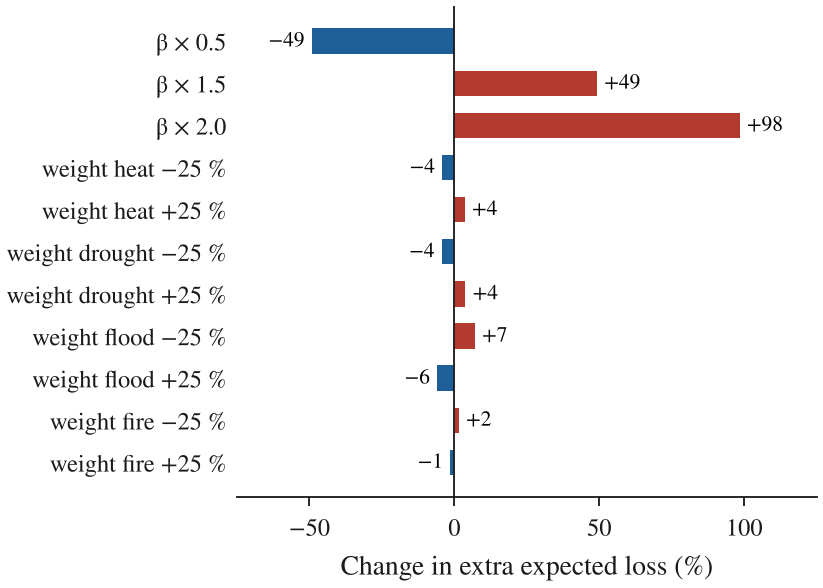 β × 0.5 −49
β × 1.5 +49
β × 2.0 +98
weight heat −25 % −4
weight heat +25 % +4
weight drought −25 % −4
weight drought +25 % +4
weight flood −25 % +7
weight flood +25 % −6
weight fire −25 % +2
weight fire +25 % −1
−50 0 50 100
Change in extra expected loss (%)